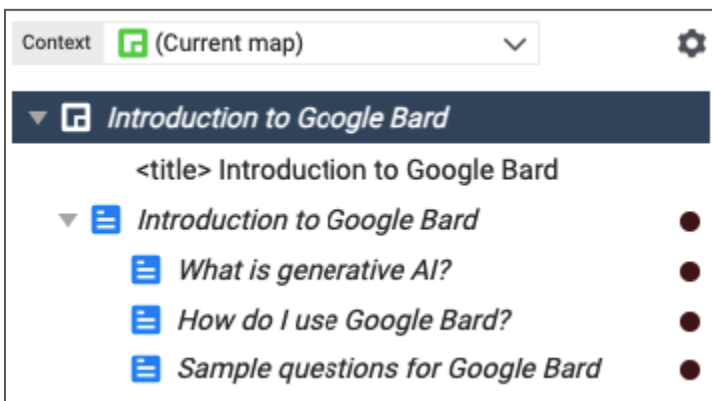 Context (Current map)
Introduction to Google Bard
<title> Introduction to Google Bard
Introduction to Google Bard
What is generative AI?
How do I use Google Bard?
Sample questions for Google Bard